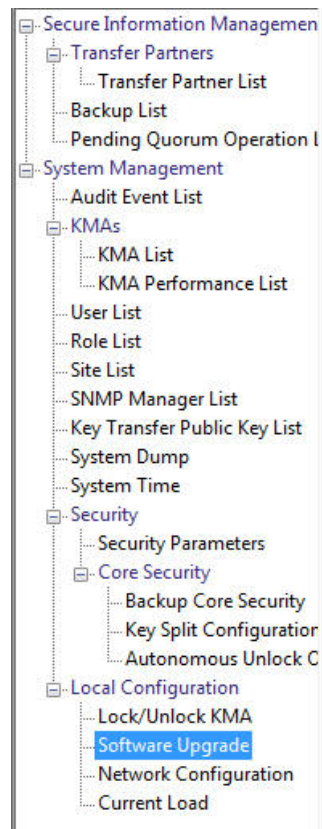 Secure Information Managemen
Transfer Partners
Transfer Partner List
Backup List
Pending Quorum Operation L
System Management
Audit Event List
KMAs
KMA List
KMA Performance List
User List
Role List
Site List
SNMP Manager List
Key Transfer Public Key List
System Dump
System Time
Security
Security Parameters
Core Security
Backup Core Security
Key Split Configuration
Autonomous Unlock O
Local Configuration
Lock/Unlock KMA
Software Upgrade
Network Configuration
Current Load